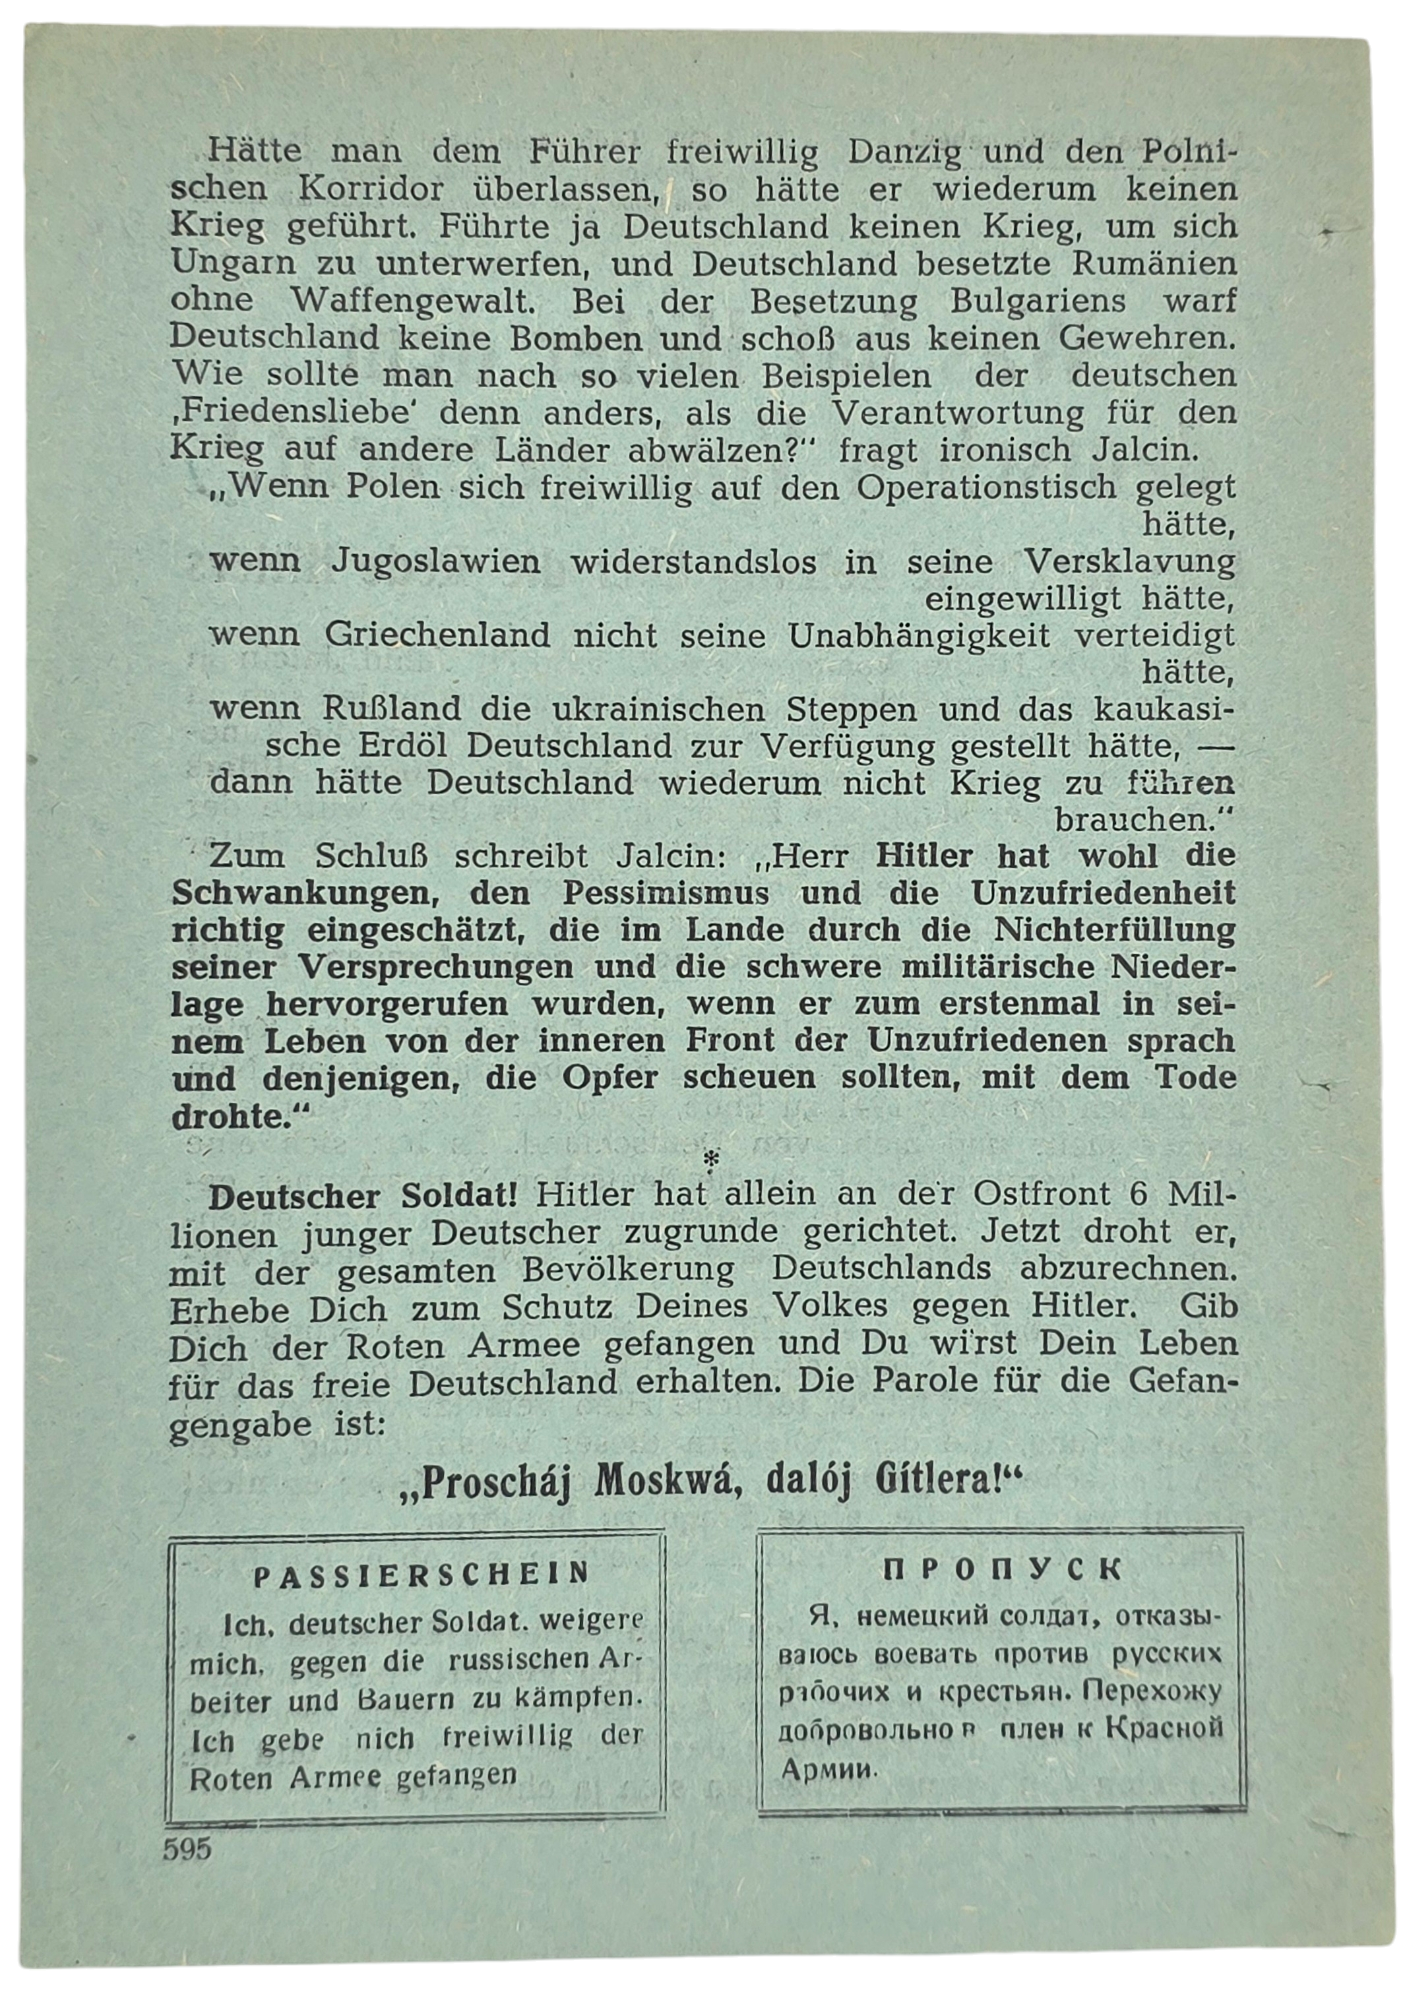 Hätte man dem Führer freiwillig Danzig und den Polni-
schen Korridor überlassen, so hätte er wiederum keinen
Krieg geführt. Führte ja Deutschland keinen Krieg, um sich
Ungarn zu unterwerfen, und Deutschland besetzte Rumänien
ohne Waffengewalt. Bei der Besetzung Bulgariens warf
Deutschland keine Bomben und schoß aus keinen Gewehren.
Wie sollte man nach so vielen Beispielen der deutschen
‚Friedensliebe‘ denn anders, als die Verantwortung für den
Krieg auf andere Länder abwälzen?“ fragt ironisch Jalcin.
„Wenn Polen sich freiwillig auf den Operationstisch gelegt
hätte,
wenn Jugoslawien widerstandslos in seine Versklavung
eingewilligt hätte,
wenn Griechenland nicht seine Unabhängigkeit verteidigt
hätte,
wenn Rußland die ukrainischen Steppen und das kaukasi-
sche Erdöl Deutschland zur Verfügung gestellt hätte, —
dann hätte Deutschland wiederum nicht Krieg zu führen
brauchen.“
Zum Schluß schreibt Jalcin: „Herr Hitler hat wohl die
Schwankungen, den Pessimismus und die Unzufriedenheit
richtig eingeschätzt, die im Lande durch die Nichterfüllung
seiner Versprechungen und die schwere militärische Nieder-
lage hervorgerufen wurden, wenn er zum erstenmal in sei-
nem Leben von der inneren Front der Unzufriedenen sprach
und denjenigen, die Opfer scheuen sollten, mit dem Tode
drohte.“
*
Deutscher Soldat! Hitler hat allein an der Ostfront 6 Mil-
lionen junger Deutscher zugrunde gerichtet. Jetzt droht er,
mit der gesamten Bevölkerung Deutschlands abzurechnen.
Erhebe Dich zum Schutz Deines Volkes gegen Hitler. Gib
Dich der Roten Armee gefangen und Du wirst Dein Leben
für das freie Deutschland erhalten. Die Parole für die Gefan-
gengabe ist:
„Proscháj Moskwá, dalój Gítlera!“
PASSIERSCHEIN
Ich, deutscher Soldat. weigere
mich, gegen die russischen Ar-
beiter und Bauern zu kämpfen.
Ich gebe nich freiwillig der
Roten Armee gefangen
ПРОПУСК
Я, немецкий солдат, отказы-
ваюсь воевать против русских
рабочих и крестьян. Перехожу
добровольно в плен к Красной
Армии.
595